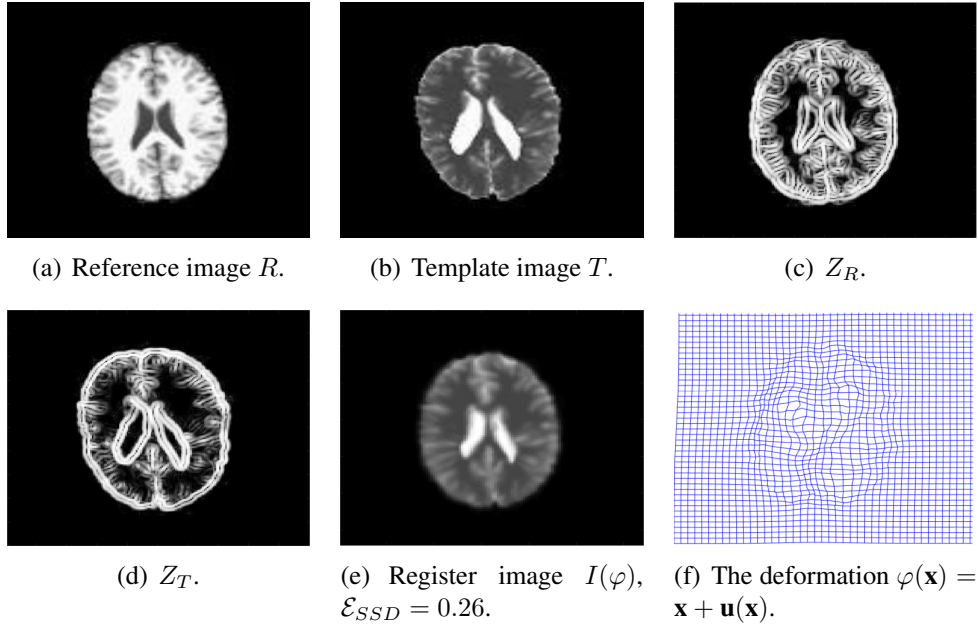 (a) Reference image R.
(b) Template image T.
(c) Z_R.
(d) Z_T.
(e) Register image I(φ),
ℰ_SSD = 0.26.
(f) The deformation φ(x) =
x + u(x).